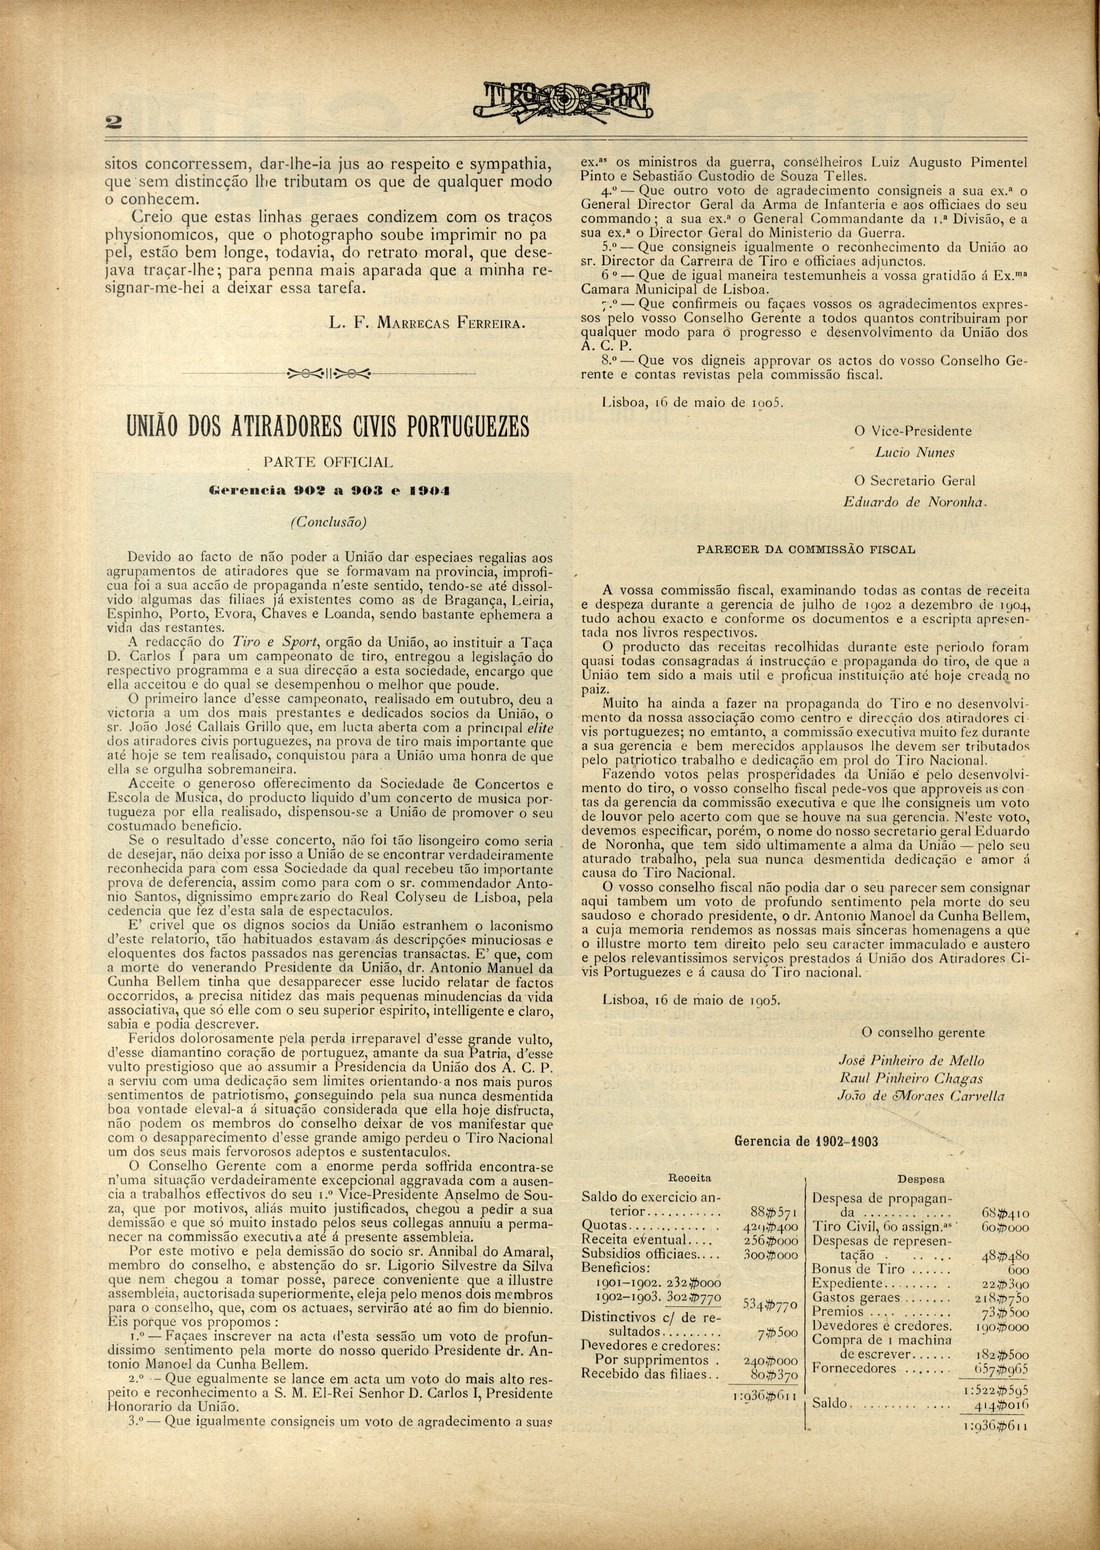 2
TIRO SPORT
sitos concorressem, dar-lhe-ia jus ao respeito e sympathia,
que sem distincção lhe tributam os que de qualquer modo
o conhecem.
Creio que estas linhas geraes condizem com os traços
physionomicos, que o photographo soube imprimir no pa
pel, estão bem longe, todavia, do retrato moral, que dese-
java traçar-lhe; para penna mais aparada que a minha re-
signar-me-hei a deixar essa tarefa.
L. F. MARRECAS FERREIRA.
UNIÃO DOS ATIRADORES CIVIS PORTUGUEZES
PARTE OFFICIAL
Gerencia 902 a 903 e 1904
(Conclusão)
Devido ao facto de não poder a União dar especiaes regalias aos
agrupamentos de atiradores que se formavam na provincia, improfi-
cua foi a sua acção de propaganda n'este sentido, tendo-se até dissol-
vido algumas das filiaes já existentes como as de Bragança, Leiria,
Espinho, Porto, Evora, Chaves e Loanda, sendo bastante ephemera a
vida das restantes.
A redacção do Tiro e Sport, orgão da União, ao instituir a Taça
D. Carlos I para um campeonato de tiro, entregou a legislação do
respectivo programma e a sua direcção a esta sociedade, encargo que
ella acceitou e do qual se desempenhou o melhor que poude.
O primeiro lance d'esse campeonato, realisado em outubro, deu a
victoria a um dos mais prestantes e dedicados socios da União, o
sr. João José Callais Grillo que, em lucta aberta com a principal elite
dos atiradores civis portuguezes, na prova de tiro mais importante que
até hoje se tem realisado, conquistou para a União uma honra de que
ella se orgulha sobremaneira.
Acceite o generoso offerecimento da Sociedade de Concertos e
Escola de Musica, do producto liquido d'um concerto de musica por-
tugueza por ella realisado, dispensou-se a União de promover o seu
costumado beneficio.
Se o resultado d'esse concerto, não foi tão lisongeiro como seria
de desejar, não deixa por isso a União de se encontrar verdadeiramente
reconhecida para com essa Sociedade da qual recebeu tão importante
prova de deferencia, assim como para com o sr. commendador Anto-
nio Santos, dignissimo emprezario do Real Colyseu de Lisboa, pela
cedencia que fez d'esta sala de espectaculos.
E' crivel que os dignos socios da União estranhem o laconismo
d'este relatorio, tão habituados estavam ás descripções minuciosas e
eloquentes dos factos passados nas gerencias transactas. E' que, com
a morte do venerando Presidente da União, dr. Antonio Manuel da
Cunha Bellem tinha que desapparecer esse lucido relatar de factos
occorridos, a precisa nitidez das mais pequenas minudencias da vida
associativa, que só elle com o seu superior espirito, intelligente e claro,
sabia e podia descrever.
Feridos dolorosamente pela perda irreparavel d'esse grande vulto,
d'esse diamantino coração de portuguez, amante da sua Patria, d'esse
vulto prestigioso que ao assumir a Presidencia da União dos A. C. P.
a serviu com uma dedicação sem limites orientando-a nos mais puros
sentimentos de patriotismo, conseguindo pela sua nunca desmentida
boa vontade eleval-a á situação considerada que ella hoje disfructa,
não podem os membros do conselho deixar de vos manifestar que
com o desapparecimento d'esse grande amigo perdeu o Tiro Nacional
um dos seus mais fervorosos adeptos e sustentaculos.
O Conselho Gerente com a enorme perda soffrida encontra-se
n'uma situação verdadeiramente excepcional aggravada com a ausen-
cia a trabalhos effectivos do seu 1.º Vice-Presidente Anselmo de Sou-
za, que por motivos, aliás muito justificados, chegou a pedir a sua
demissão e que só muito instado pelos seus collegas annuiu a perma-
necer na commissão executiva até á presente assembleia.
Por este motivo e pela demissão do socio sr. Annibal do Amaral,
membro do conselho, e abstenção do sr. Ligorio Silvestre da Silva
que nem chegou a tomar posse, parece conveniente que a illustre
assembleia, auctorisada superiormente, eleja pelo menos dois membros
para o conselho, que, com os actuaes, servirão até ao fim do biennio.
Eis porque vos propomos:
1.º — Façaes inscrever na acta d'esta sessão um voto de profun-
dissimo sentimento pela morte do nosso querido Presidente dr. An-
tonio Manoel da Cunha Bellem.
2.º — Que egualmente se lance em acta um voto do mais alto res-
peito e reconhecimento a S. M. El-Rei Senhor D. Carlos I, Presidente
Honorario da União.
3.º — Que igualmente consigneis um voto de agradecimento a suas
ex.as os ministros da guerra, conselheiros Luiz Augusto Pimentel
Pinto e Sebastião Custodio de Souza Telles.
4.º — Que outro voto de agradecimento consigneis a sua ex.a o
General Director Geral da Arma de Infanteria e aos officiaes do seu
commando; a sua ex.a o General Commandante da 1.ª Divisão, e a
sua ex.a o Director Geral do Ministerio da Guerra.
5.º — Que consigneis igualmente o reconhecimento da União ao
sr. Director da Carreira de Tiro e officiaes adjunctos.
6º — Que de igual maneira testemunheis a vossa gratidão á Ex.ma
Camara Municipal de Lisboa.
7.º — Que confirmeis ou façaes vossos os agradecimentos expres-
sos pelo vosso Conselho Gerente a todos quantos contribuiram por
qualquer modo para o progresso e desenvolvimento da União dos
A. C. P.
8.º — Que vos digneis approvar os actos do vosso Conselho Ge-
rente e contas revistas pela commissão fiscal.
Lisboa, 16 de maio de 1905.
O Vice-Presidente
Lucio Nunes
O Secretario Geral
Eduardo de Noronha.
PARECER DA COMMISSÃO FISCAL
A vossa commissão fiscal, examinando todas as contas de receita
e despeza durante a gerencia de julho de 1902 a dezembro de 1904,
tudo achou exacto e conforme os documentos e a escripta apresen-
tada nos livros respectivos.
O producto das receitas recolhidas durante este periodo foram
quasi todas consagradas á instrucção e propaganda do tiro, de que a
União tem sido a mais util e proficua instituição até hoje creada no
paiz.
Muito ha ainda a fazer na propaganda do Tiro e no desenvolvi-
mento da nossa associação como centro e direcção dos atiradores ci
vis portuguezes; no emtanto, a commissão executiva muito fez durante
a sua gerencia e bem merecidos applausos lhe devem ser tributados
pelo patriotico trabalho e dedicação em prol do Tiro Nacional.
Fazendo votos pelas prosperidades da União e pelo desenvolvi-
mento do tiro, o vosso conselho fiscal pede-vos que approveis as con
tas da gerencia da commissão executiva e que lhe consigneis um voto
de louvor pelo acerto com que se houve na sua gerencia. N'este voto,
devemos especificar, porém, o nome do nosso secretario geral Eduardo
de Noronha, que tem sido ultimamente a alma da União — pelo seu
aturado trabalho, pela sua nunca desmentida dedicação e amor á
causa do Tiro Nacional.
O vosso conselho fiscal não podia dar o seu parecer sem consignar
aqui tambem um voto de profundo sentimento pela morte do seu
saudoso e chorado presidente, o dr. Antonio Manoel da Cunha Bellem,
a cuja memoria rendemos as nossas mais sinceras homenagens a que
o illustre morto tem direito pelo seu caracter immaculado e austero
e pelos relevantissimos serviços prestados á União dos Atiradores Ci-
vis Portuguezes e á causa do Tiro nacional.
Lisboa, 16 de maio de 1905.
O conselho gerente
José Pinheiro de Mello
Raul Pinheiro Chagas
João de Moraes Carvella
Gerencia de 1902-1903
Receita
Saldo do exercicio an-
terior........... 88$571
Quotas............ 429$400
Receita eventual.... 256$000
Subsidios officiaes.... 300$000
Beneficios:
1901-1902. 232$000
1902-1903. 302$770 534$770
Distinctivos c/ de re-
sultados......... 7$500
Devedores e credores:
Por supprimentos . 240$000
Recebido das filiaes.. 80$370
1:936$611
Despesa
Despesa de propagan-
da ............ 68$410
Tiro Civil, 60 assign.as 60$000
Despesas de represen-
tação . ...... 48$480
Bonus de Tiro ...... 600
Expediente........ 22$390
Gastos geraes ....... 218$750
Premios .... ....... 73$500
Devedores e credores. 190$000
Compra de 1 machina
de escrever...... 182$500
Fornecedores ....... 657$965
1:522$595
Saldo. ......... .... 414$016
1:936$611